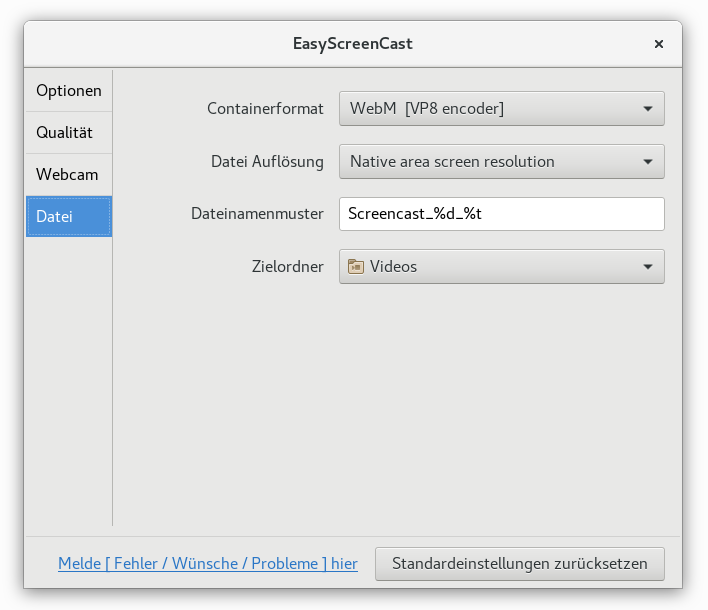 EasyScreenCast
Optionen
Qualität
Webcam
Datei
Containerformat
WebM [VP8 encoder]
Datei Auflösung
Native area screen resolution
Dateinamenmuster
Screencast_%d_%t
Zielordner
Videos
Melde [ Fehler / Wünsche / Probleme ] hier
Standardeinstellungen zurücksetzen